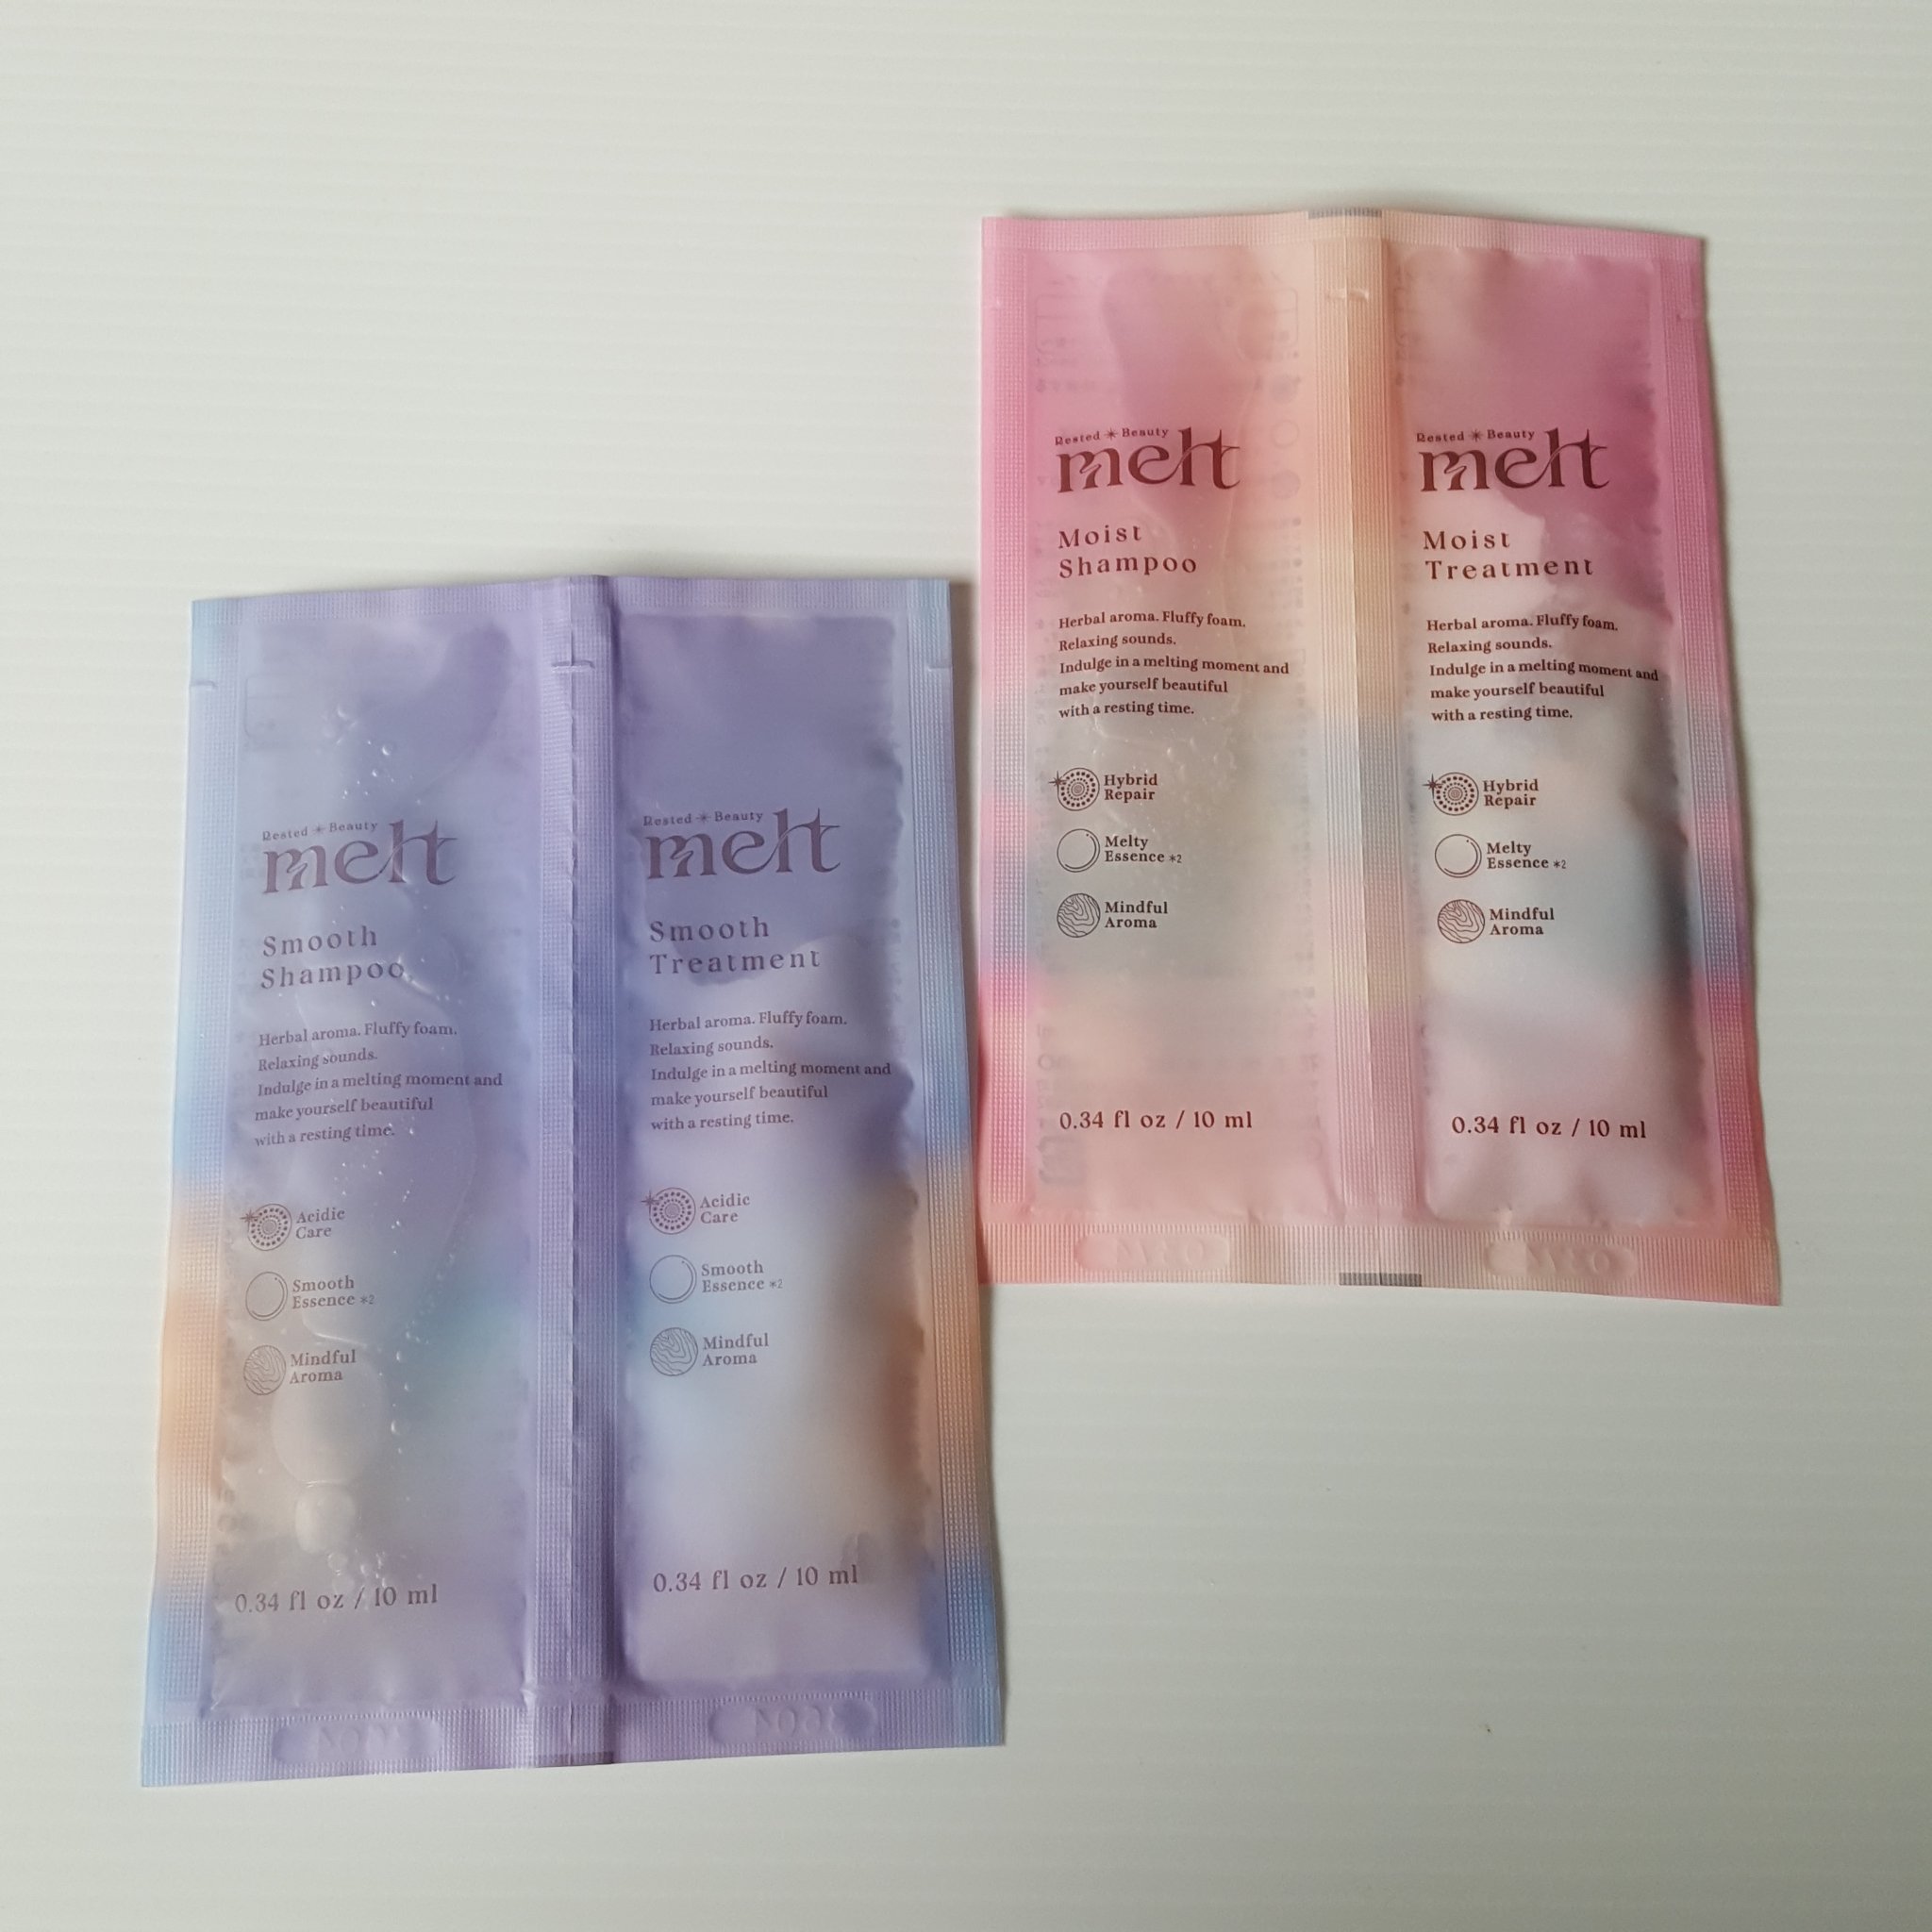 Rested * Beauty
melt
Smooth
Shampoo
Herbal aroma. Fluffy foam.
Relaxing sounds.
Indulge in a melting moment and
make yourself beautiful
with a resting time.
Acidic
Care
Smooth
Essence *2
Mindful
Aroma
0.34 fl oz / 10 ml
Rested * Beauty
melt
Smooth
Treatment
Herbal aroma. Fluffy foam.
Relaxing sounds.
Indulge in a melting moment and
make yourself beautiful
with a resting time.
Acidic
Care
Smooth
Essence *2
Mindful
Aroma
0.34 fl oz / 10 ml
Rested * Beauty
melt
Moist
Shampoo
Herbal aroma. Fluffy foam.
Relaxing sounds.
Indulge in a melting moment and
make yourself beautiful
with a resting time.
Hybrid
Repair
Melty
Essence *2
Mindful
Aroma
0.34 fl oz / 10 ml
Rested * Beauty
melt
Moist
Treatment
Herbal aroma. Fluffy foam.
Relaxing sounds.
Indulge in a melting moment and
make yourself beautiful
with a resting time.
Hybrid
Repair
Melty
Essence *2
Mindful
Aroma
0.34 fl oz / 10 ml